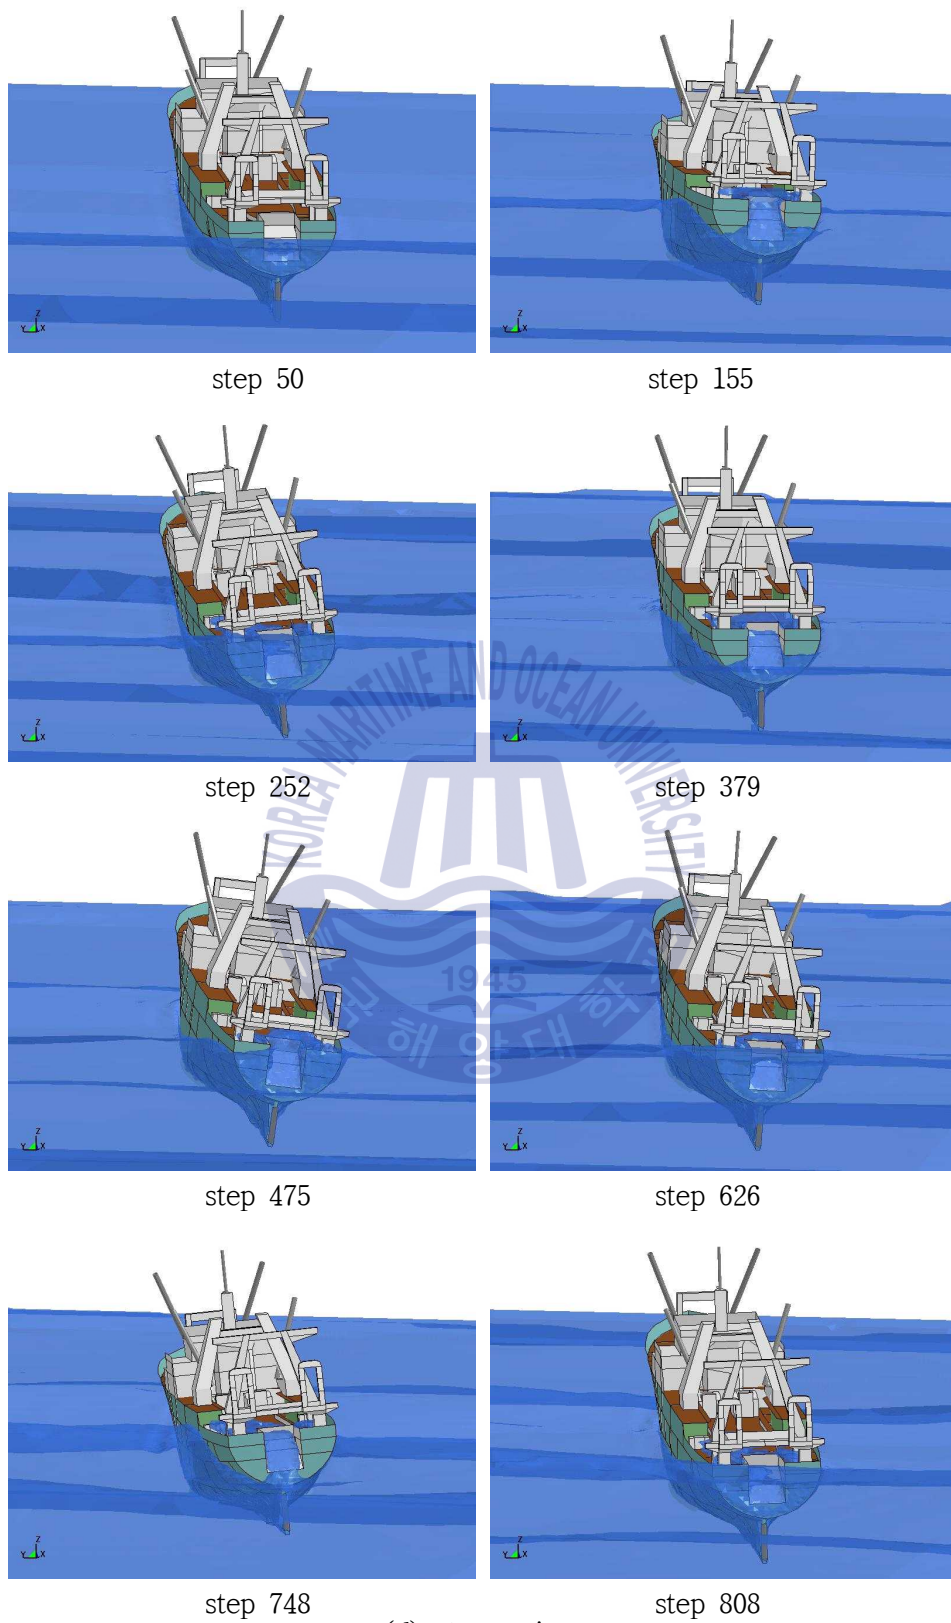 step 50
step 155
step 252
step 379
KOREA MARITIME AND OCEAN UNIVERSITY
1945
해양대학
step 475
step 626
step 748
step 808